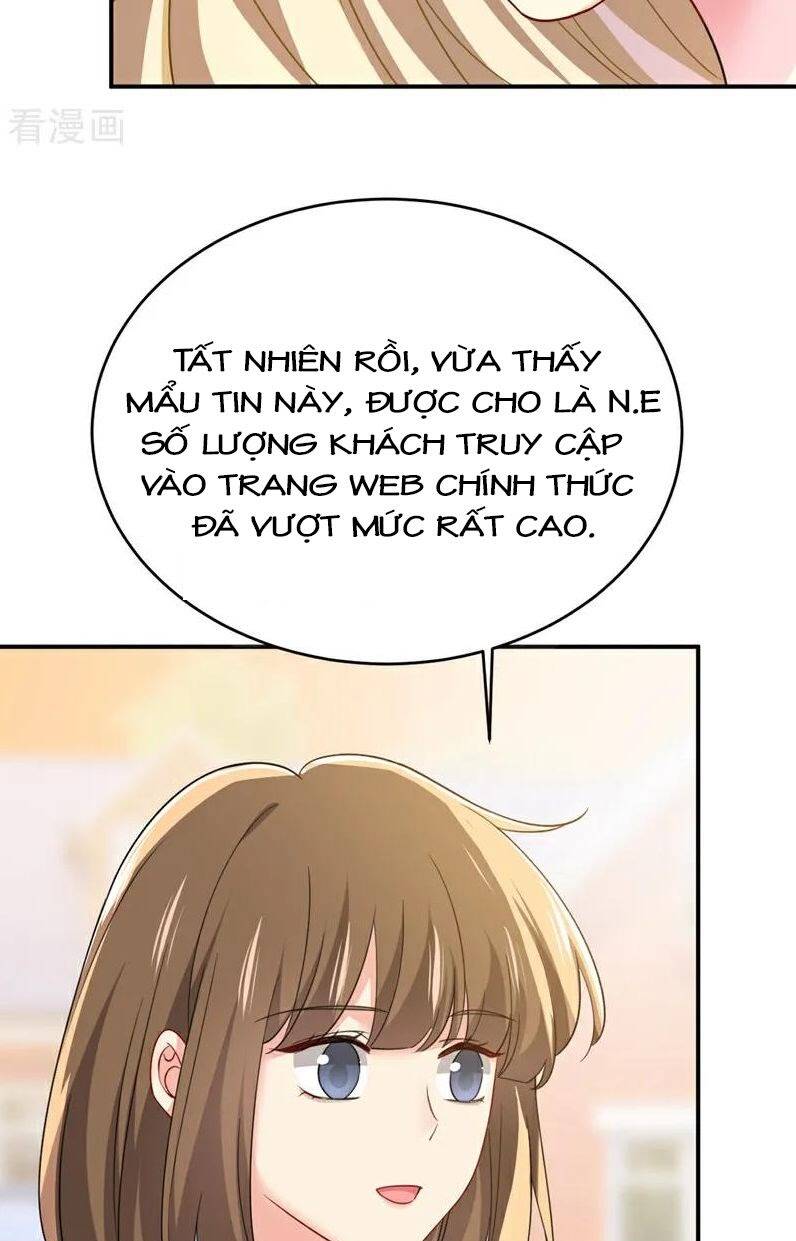 看漫画
TẤT NHIÊN RỒI, VỪA THẤY
MẨU TIN NÀY, ĐƯỢC CHO LÀ N.E
SỐ LƯỢNG KHÁCH TRUY CẬP
VÀO TRANG WEB CHÍNH THỨC
ĐÃ VƯỢT MỨC RẤT CAO.